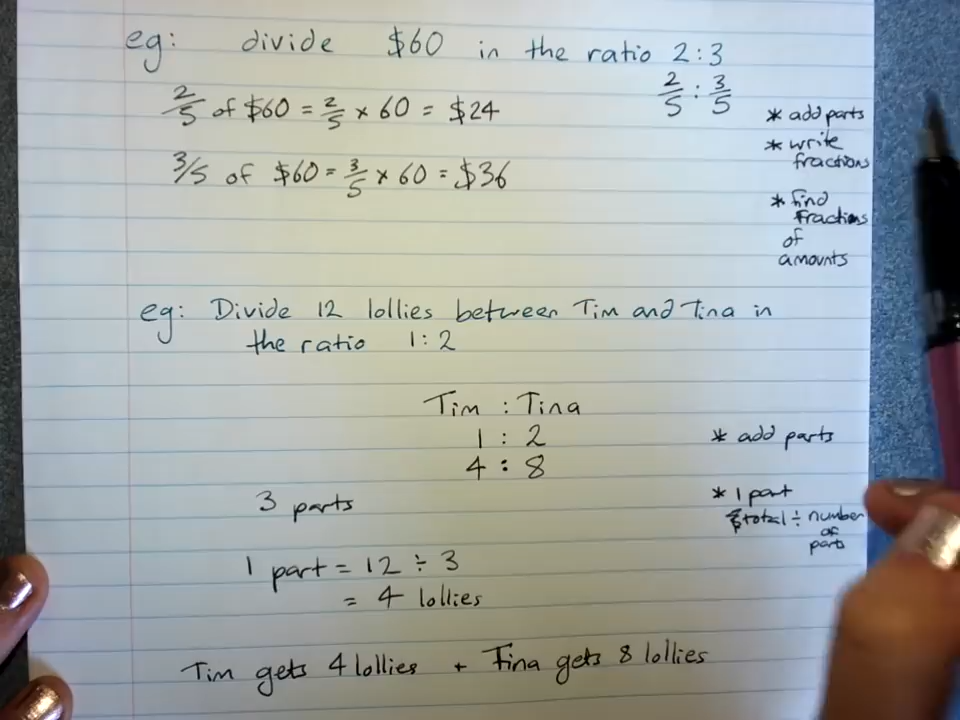 eg: divide $60 in the ratio 2:3
2/5 : 3/5
2/5 of $60 = 2/5 × 60 = $24
3/5 of $60 = 3/5 × 60 = $36
* add parts
* write
fractions
* find
fractions
of
amounts
eg: Divide 12 lollies between Tim and Tina in
the ratio 1:2
Tim : Tina
1 : 2
4 : 8
3 parts
1 part = 12 ÷ 3
= 4 lollies
* add parts
* 1 part
total ÷ number
of
parts
Tim gets 4 lollies + Tina gets 8 lollies